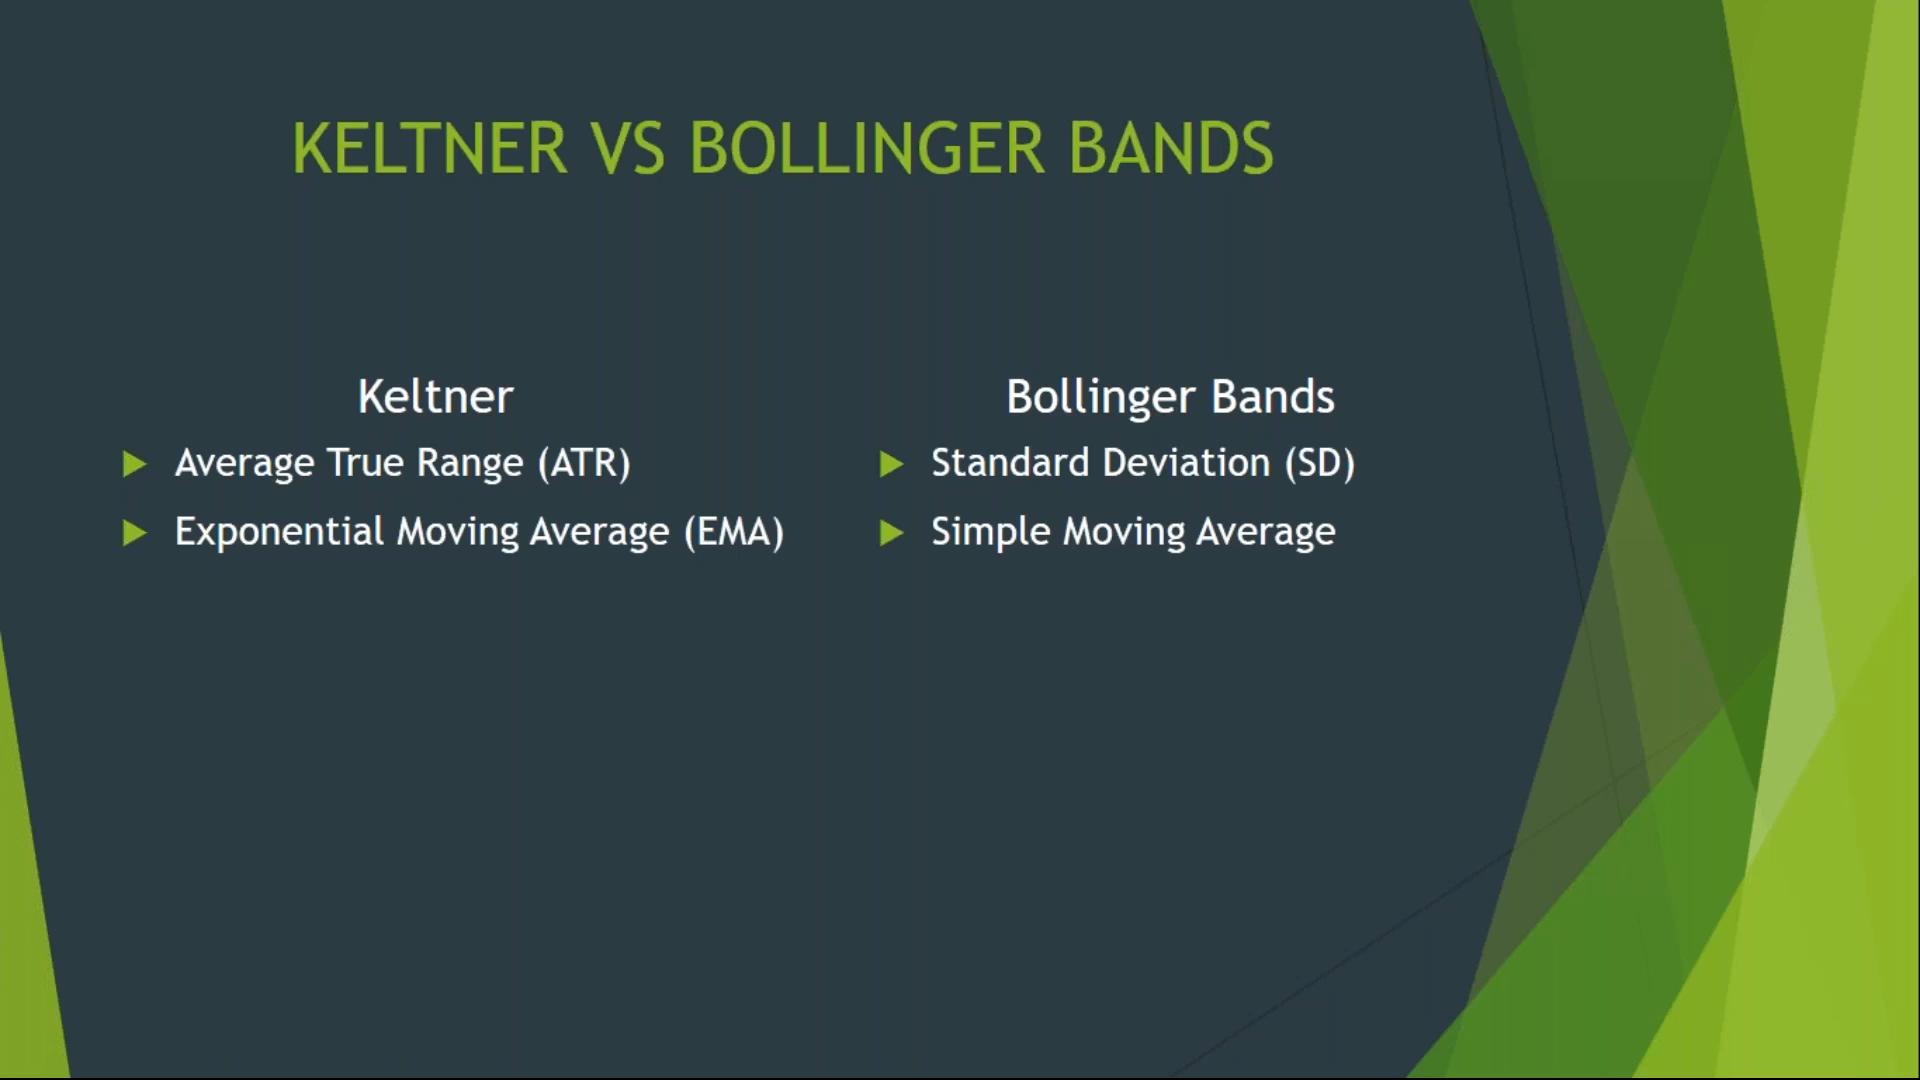 KELTNER VS BOLLINGER BANDS
Keltner
Average True Range (ATR)
Exponential Moving Average (EMA)
Bollinger Bands
Standard Deviation (SD)
Simple Moving Average